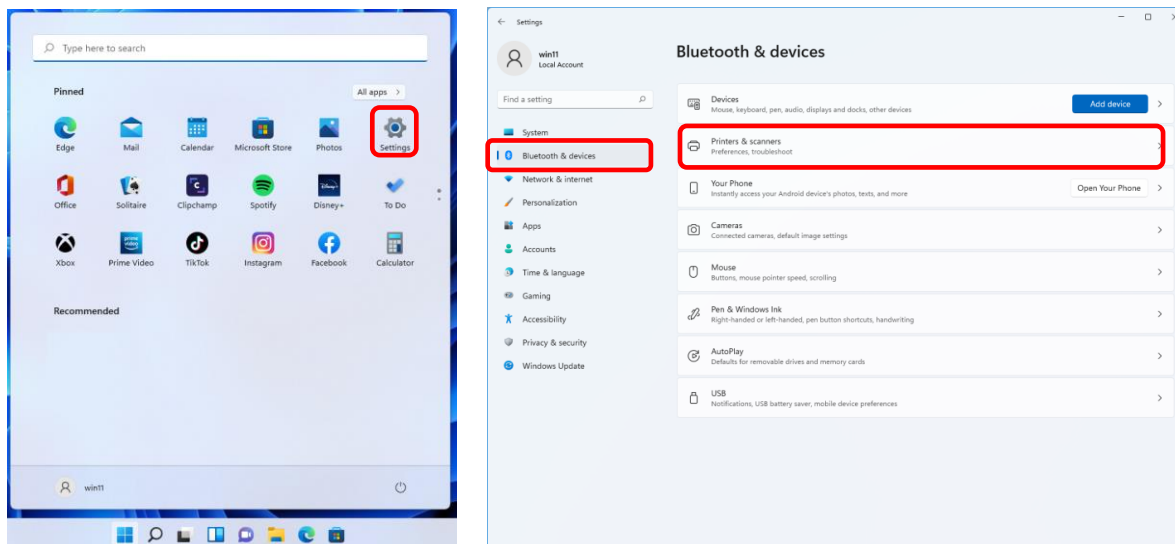 Type here to search
Pinned
All apps >
Edge
Mail
Calendar
Microsoft Store
Photos
Settings
Office
Solitaire
Clipchamp
Spotify
Disney+
To Do
Xbox
Prime Video
TikTok
Instagram
Facebook
Calculator
Recommended
win11
Settings
win11
Local Account
Find a setting
System
Bluetooth & devices
Network & internet
Personalization
Apps
Accounts
Time & language
Gaming
Accessibility
Privacy & security
Windows Update
Bluetooth & devices
Devices
Mouse, keyboard, pen, audio, displays and docks, other devices
Add device
Printers & scanners
Preferences, troubleshoot
Your Phone
Instantly access your Android device's photos, texts, and more
Open Your Phone
Cameras
Connected cameras, default image settings
Mouse
Buttons, mouse pointer speed, scrolling
Pen & Windows Ink
Right-handed or left-handed, pen button shortcuts, handwriting
AutoPlay
Defaults for removable drives and memory cards
USB
Notifications, USB battery saver, mobile device preferences